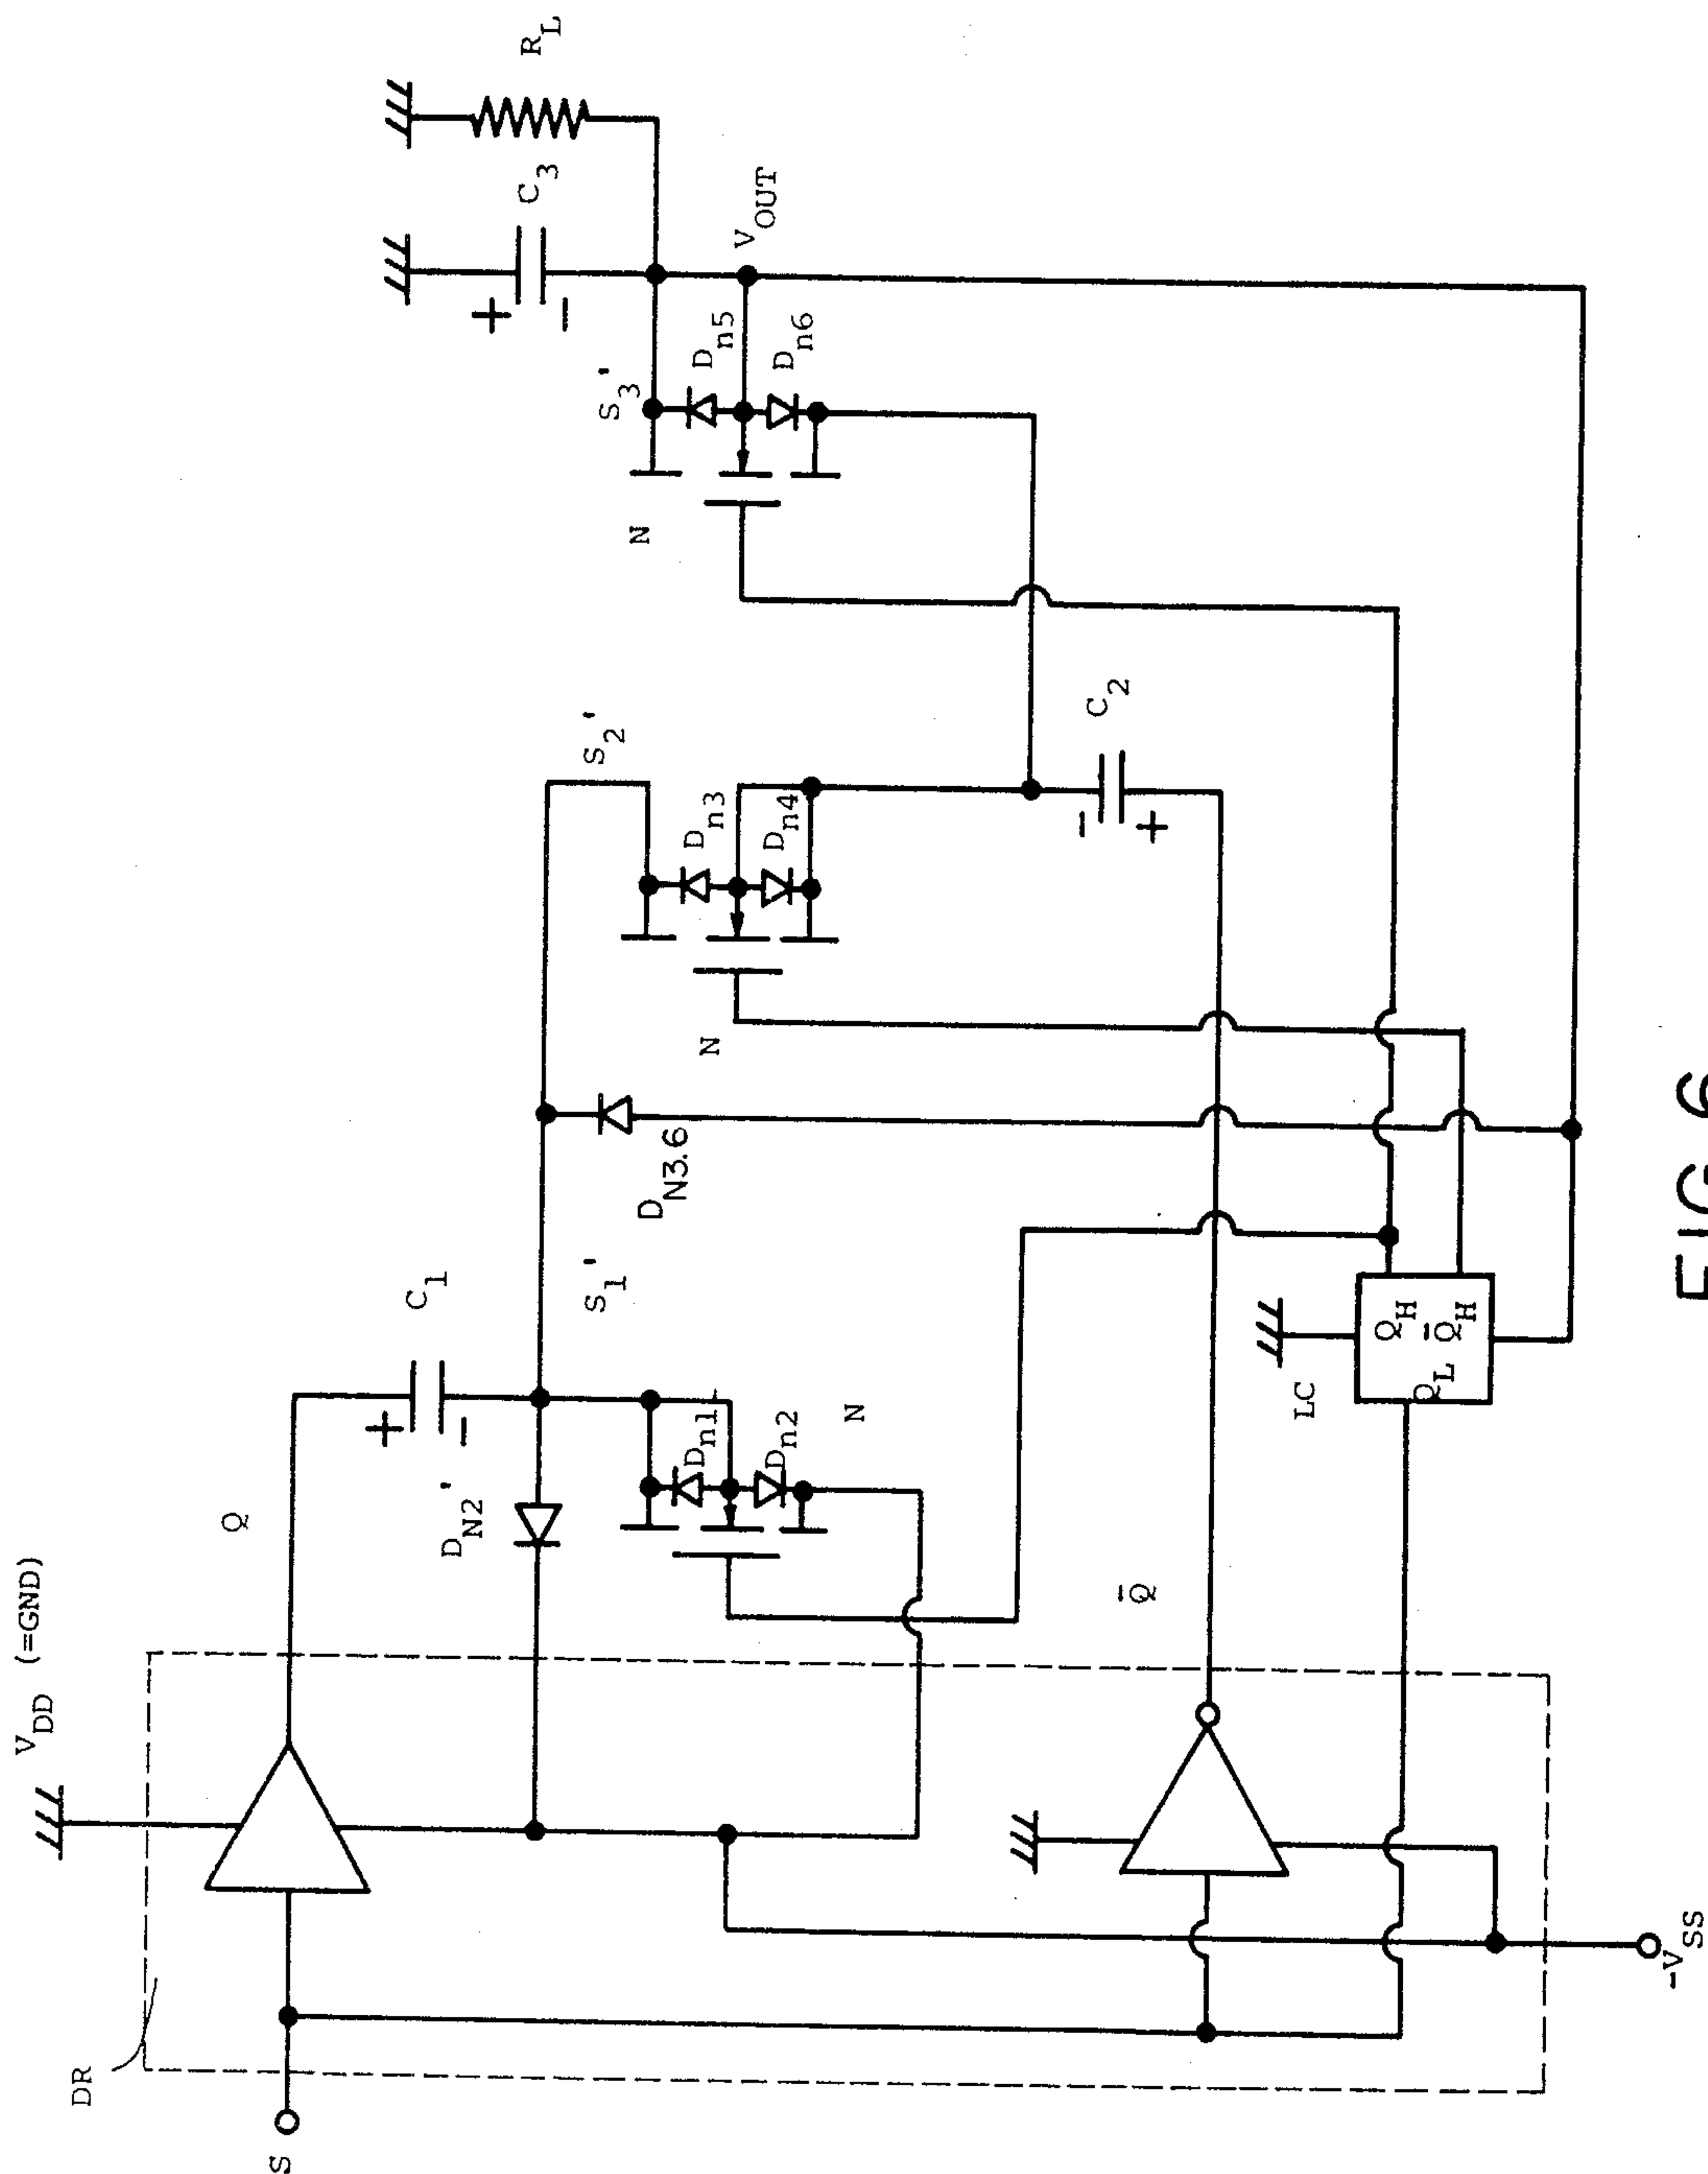 S
DR
V_DD (=GND)
Q
C_1
+
−
D_N2'
S_1'
D_n1
D_n2
N
D_N3.6
S_2'
D_n3
D_n4
N
C_2
−
+
S_3'
D_n5
D_n6
N
C_3
+
−
R_L
V_OUT
Q̄
LC
Q_H
Q̄_H
Q_L
-V_SS
FIG 6